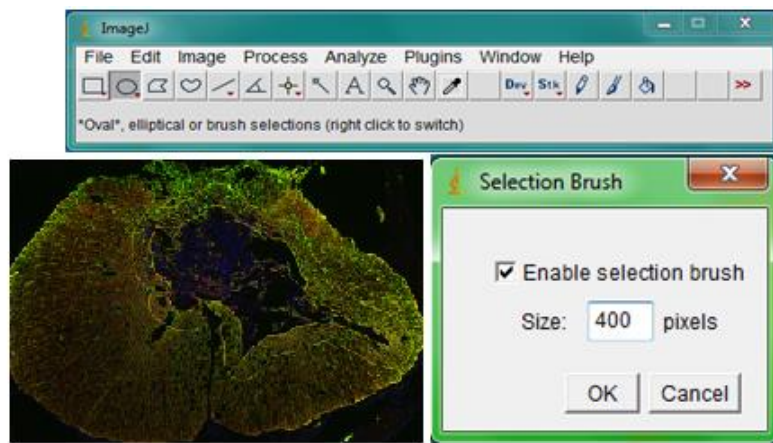 ImageJ
File Edit Image Process Analyze Plugins Window Help
A Dev Stk >>
*Oval*, elliptical or brush selections (right click to switch)
Selection Brush
Enable selection brush
Size: 400 pixels
OK Cancel